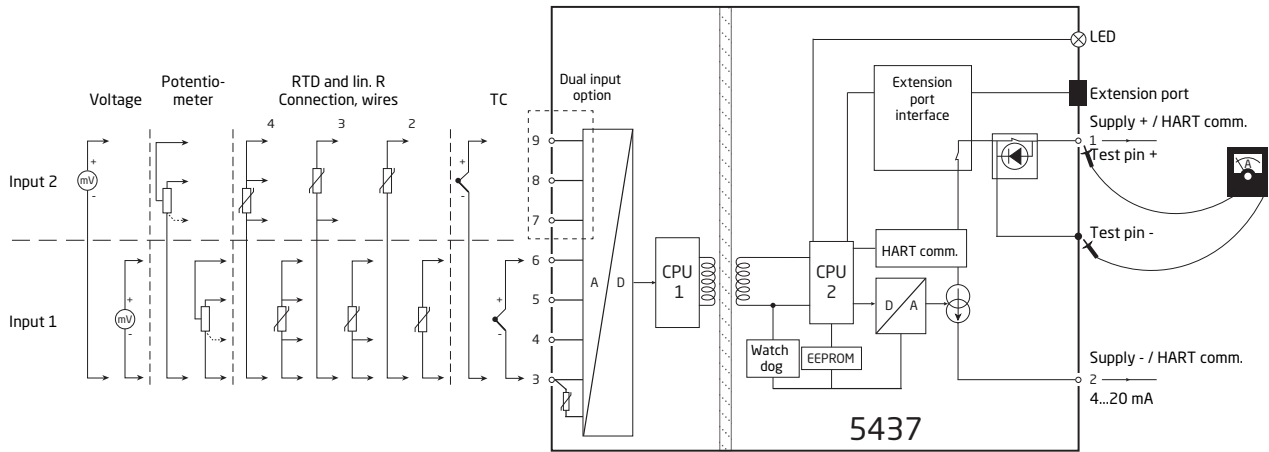 LED
Potentio-
meter
RTD and lin. R
Connection, wires
Dual input
option
Extension
port
interface
Voltage
TC
Extension port
4
3
2
Supply + / HART comm.
9
1
+
Test pin +
A
Input 2
mV
-
+
-
8
7
Test pin -
6
HART comm.
+
mV
-
+
-
CPU
1
CPU
2
5
A
D
D
A
Input 1
4
Watch
dog
EEPROM
Supply - / HART comm.
3
2
4...20 mA
5437